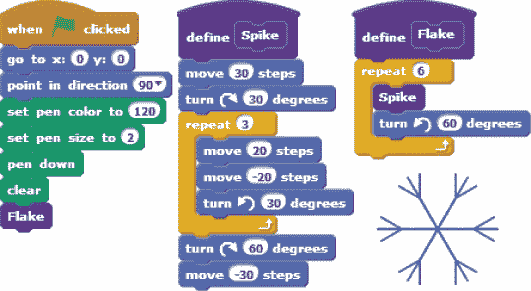 when clicked
go to x: 0 y: 0
point in direction 90
set pen color to 120
set pen size to 2
pen down
clear
Flake
define Spike
move 30 steps
turn 30 degrees
repeat 3
move 20 steps
move -20 steps
turn 30 degrees
turn 60 degrees
move -30 steps
define Flake
repeat 6
Spike
turn 60 degrees